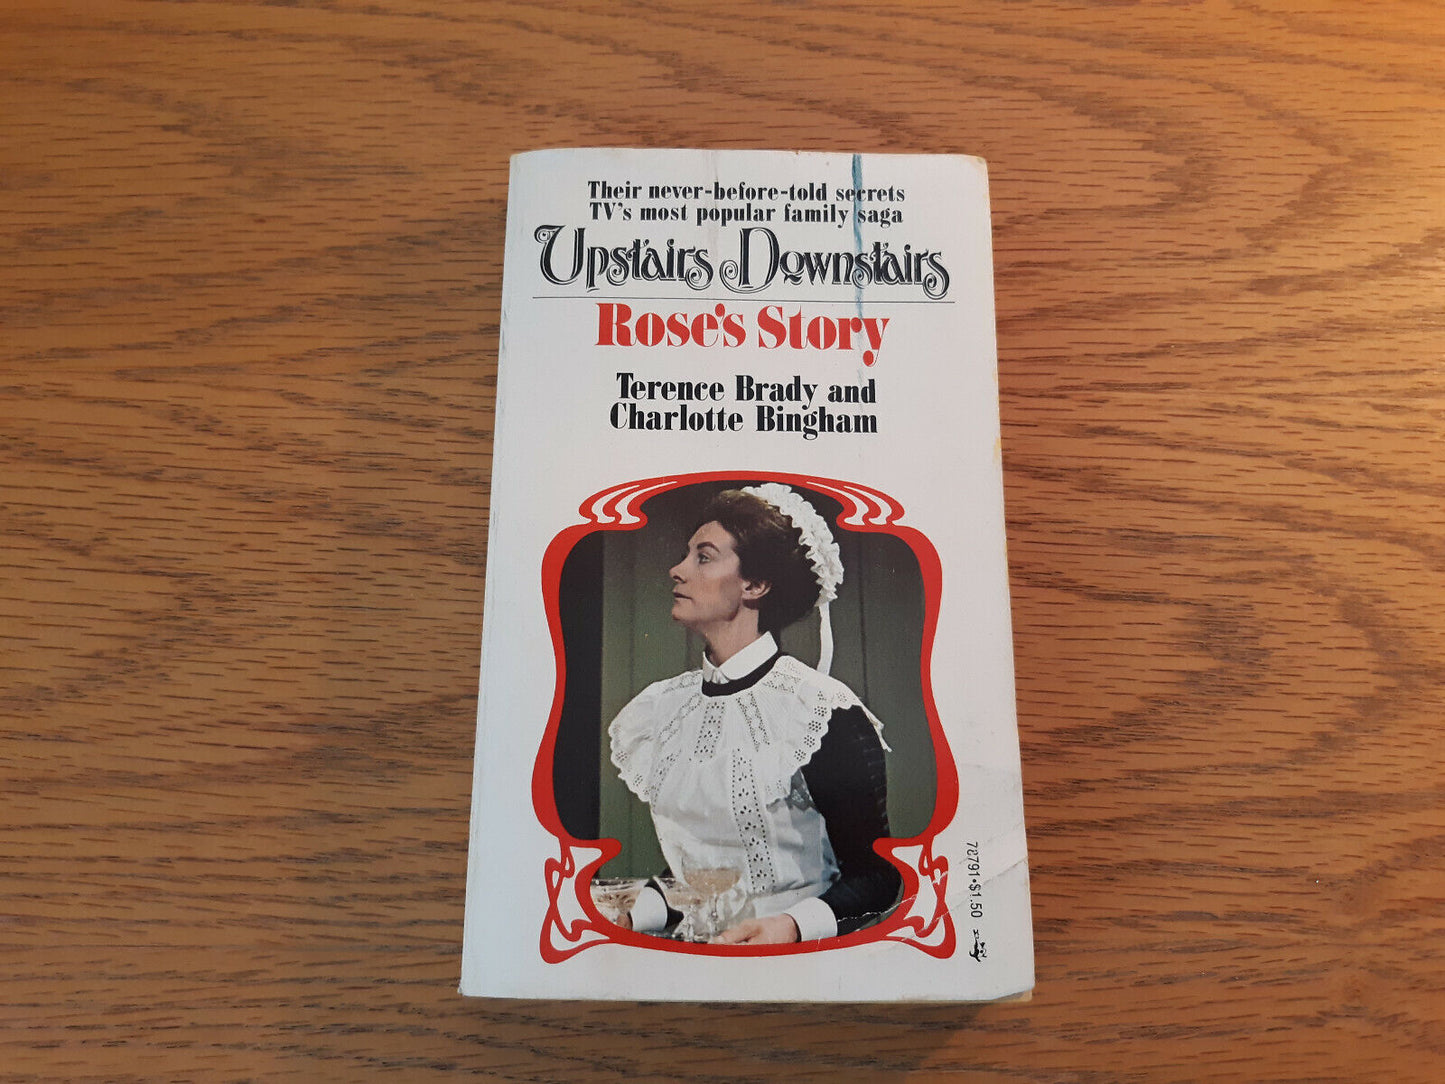 Their never-before-told secrets
TV's most popular family saga
Upstairs Downstairs
Rose's Story
Terence Brady and
Charlotte Bingham
78791•$1.50